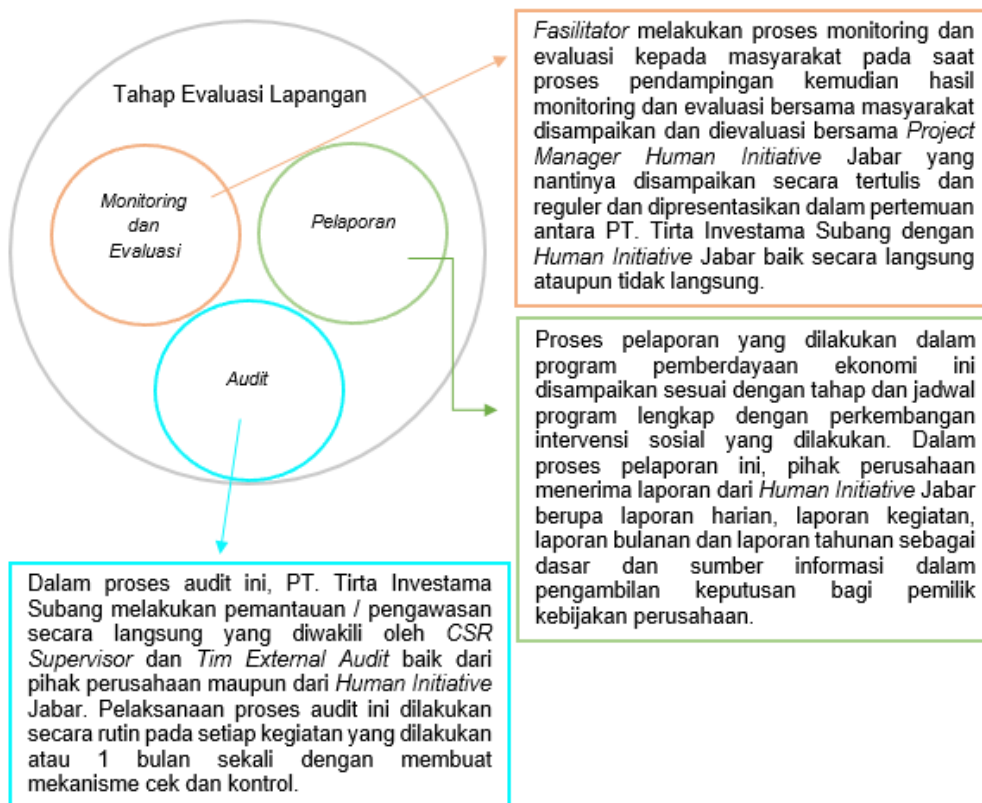 Tahap Evaluasi Lapangan
Monitoring
dan
Evaluasi
Pelaporan
Audit
Fasilitator melakukan proses monitoring dan
evaluasi kepada masyarakat pada saat
proses pendampingan kemudian hasil
monitoring dan evaluasi bersama masyarakat
disampaikan dan dievaluasi bersama Project
Manager Human Initiative Jabar yang
nantinya disampaikan secara tertulis dan
reguler dan dipresentasikan dalam pertemuan
antara PT. Tirta Investama Subang dengan
Human Initiative Jabar baik secara langsung
ataupun tidak langsung.
Proses pelaporan yang dilakukan dalam
program pemberdayaan ekonomi ini
disampaikan sesuai dengan tahap dan jadwal
program lengkap dengan perkembangan
intervensi sosial yang dilakukan. Dalam
proses pelaporan ini, pihak perusahaan
menerima laporan dari Human Initiative Jabar
berupa laporan harian, laporan kegiatan,
laporan bulanan dan laporan tahunan sebagai
dasar dan sumber informasi dalam
pengambilan keputusan bagi pemilik
kebijakan perusahaan.
Dalam proses audit ini, PT. Tirta Investama
Subang melakukan pemantauan / pengawasan
secara langsung yang diwakili oleh CSR
Supervisor dan Tim External Audit baik dari
pihak perusahaan maupun dari Human Initiative
Jabar. Pelaksanaan proses audit ini dilakukan
secara rutin pada setiap kegiatan yang dilakukan
atau 1 bulan sekali dengan membuat
mekanisme cek dan kontrol.